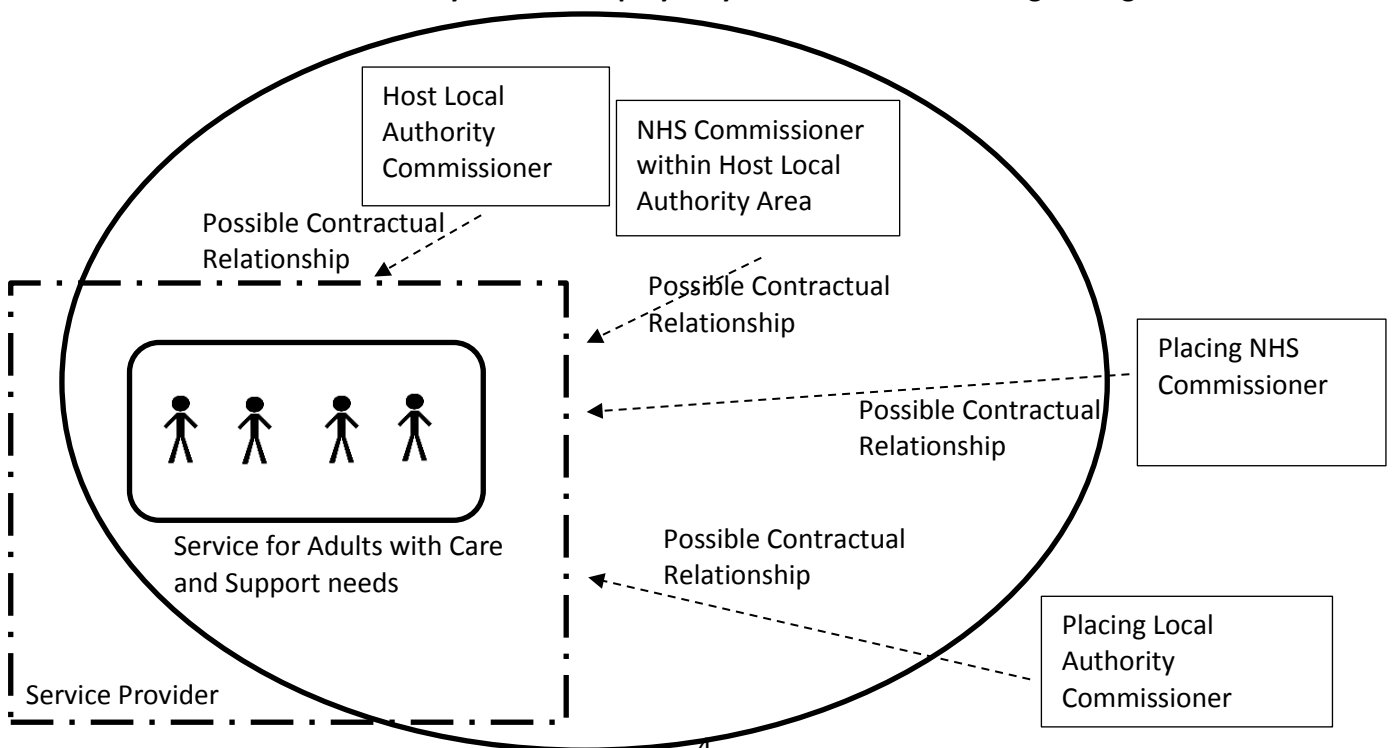 Host Local
Authority
Commissioner
NHS Commissioner
within Host Local
Authority Area
Possible Contractual
Relationship
Possible Contractual
Relationship
Placing NHS
Commissioner
Possible Contractual
Relationship
Service for Adults with Care
and Support needs
Possible Contractual
Relationship
Placing Local
Authority
Commissioner
Service Provider